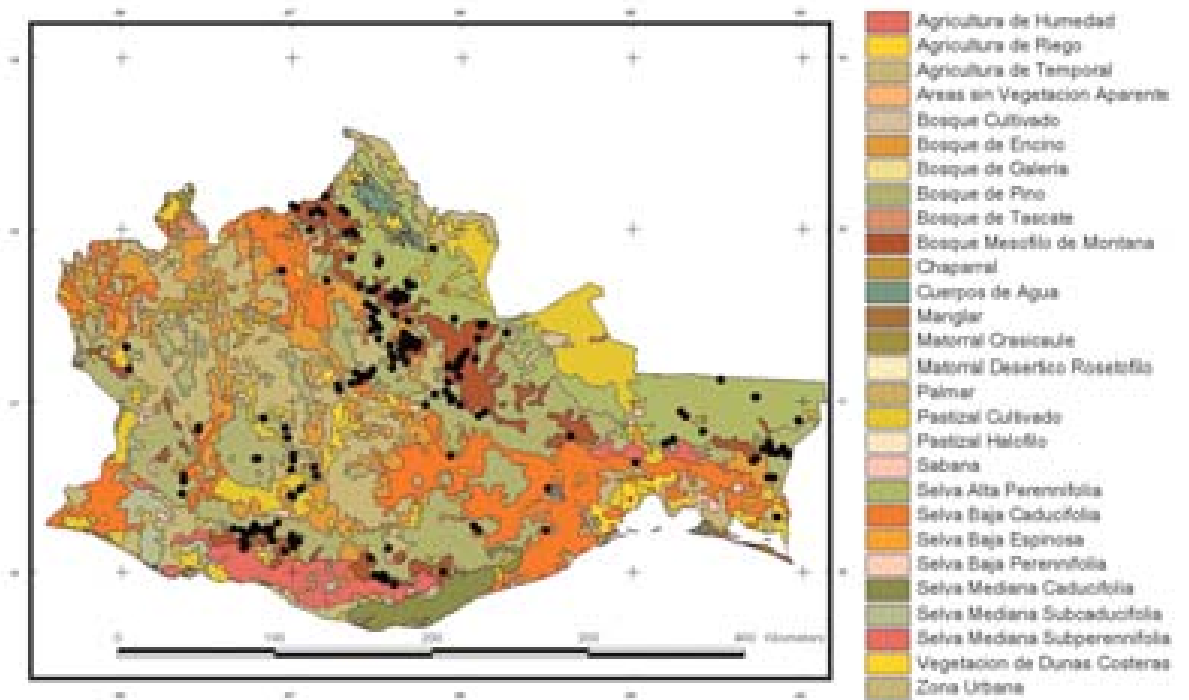 Agricultura de Humedad
Agricultura de Riego
Agricultura de Temporal
Areas sin Vegetacion Aparente
Bosque Cultivado
Bosque de Encino
Bosque de Galeria
Bosque de Pino
Bosque de Tascate
Bosque Mesofilo de Montana
Chaparral
Cuerpos de Agua
Manglar
Matorral Crasicaule
Matorral Desertico Rosetofilo
Palmar
Pastizal Cultivado
Pastizal Halofilo
Sabana
Selva Alta Perennifolia
Selva Baja Caducifolia
Selva Baja Espinosa
Selva Baja Perennifolia
Selva Mediana Caducifolia
Selva Mediana Subcaducifolia
Selva Mediana Subperennifolia
Vegetacion de Dunas Costeras
Zona Urbana
0 100 200 300 400 Kilometers